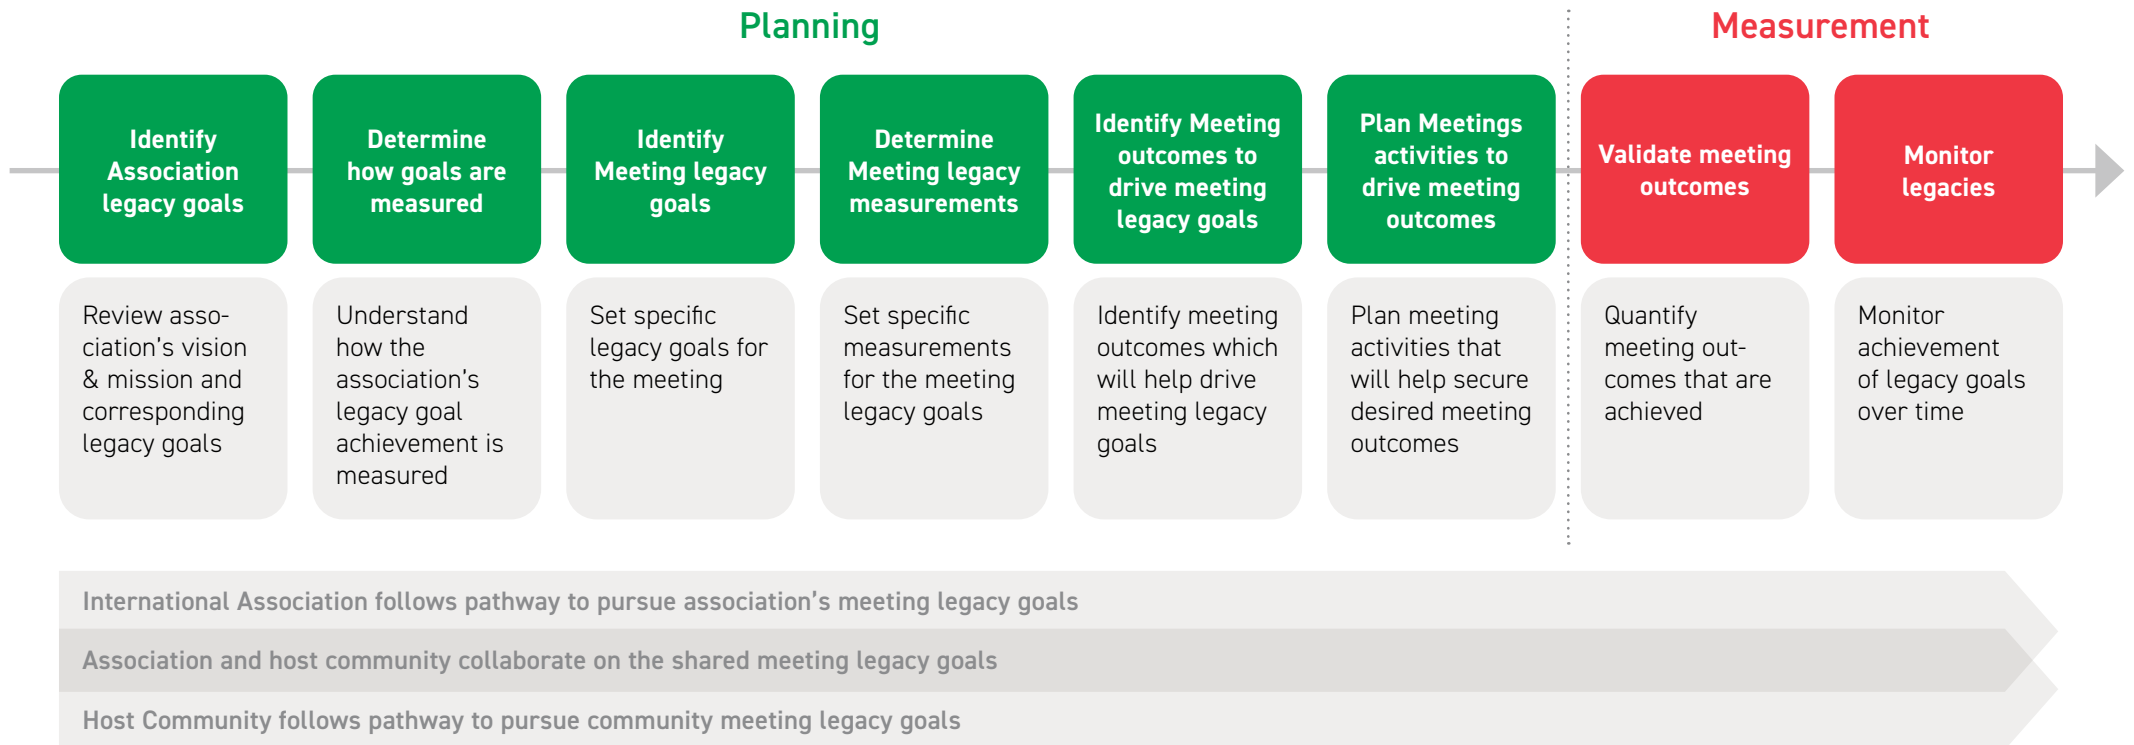 Planning
Measurement
Identify
Association
legacy goals
Determine
how goals are
measured
Identify
Meeting legacy
goals
Determine
Meeting legacy
measurements
Identify Meeting
outcomes to
drive meeting
legacy goals
Plan Meetings
activities to
drive meeting
outcomes
Validate meeting
outcomes
Monitor
legacies
Review asso-
ciation’s vision
& mission and
corresponding
legacy goals
Understand
how the
association’s
legacy goal
achievement is
measured
Set specific
legacy goals for
the meeting
Set specific
measurements
for the meeting
legacy goals
Identify meeting
outcomes which
will help drive
meeting legacy
goals
Plan meeting
activities that
will help secure
desired meeting
outcomes
Quantify
meeting out-
comes that are
achieved
Monitor
achievement
of legacy goals
over time
International Association follows pathway to pursue association’s meeting legacy goals
Association and host community collaborate on the shared meeting legacy goals
Host Community follows pathway to pursue community meeting legacy goals